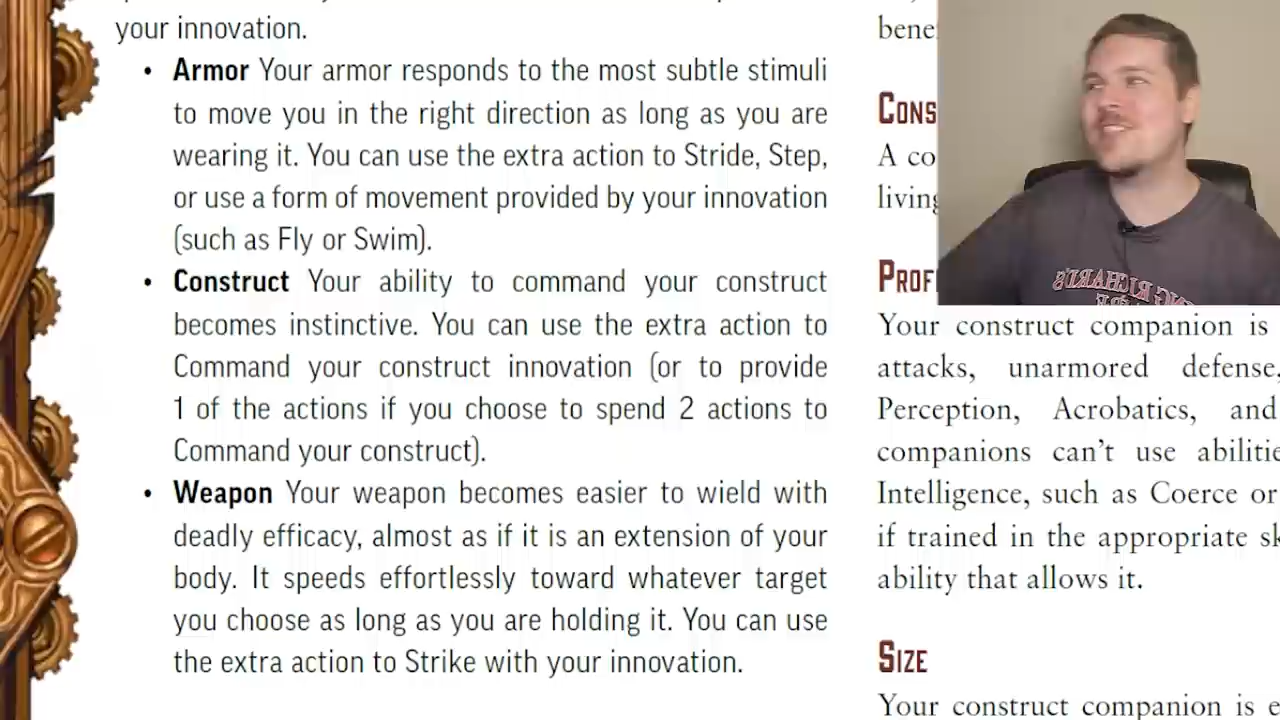 your innovation.
• Armor Your armor responds to the most subtle stimuli
to move you in the right direction as long as you are
wearing it. You can use the extra action to Stride, Step,
or use a form of movement provided by your innovation
(such as Fly or Swim).
• Construct Your ability to command your construct
becomes instinctive. You can use the extra action to
Command your construct innovation (or to provide
1 of the actions if you choose to spend 2 actions to
Command your construct).
• Weapon Your weapon becomes easier to wield with
deadly efficacy, almost as if it is an extension of your
body. It speeds effortlessly toward whatever target
you choose as long as you are holding it. You can use
the extra action to Strike with your innovation.
A
Your construct companion is
attacks, unarmored defense,
Perception, Acrobatics, and
companions can't use
Intelligence, such as Coerce or
if trained in the appropriate
ability that allows it.
SIZE
Your construct companion is